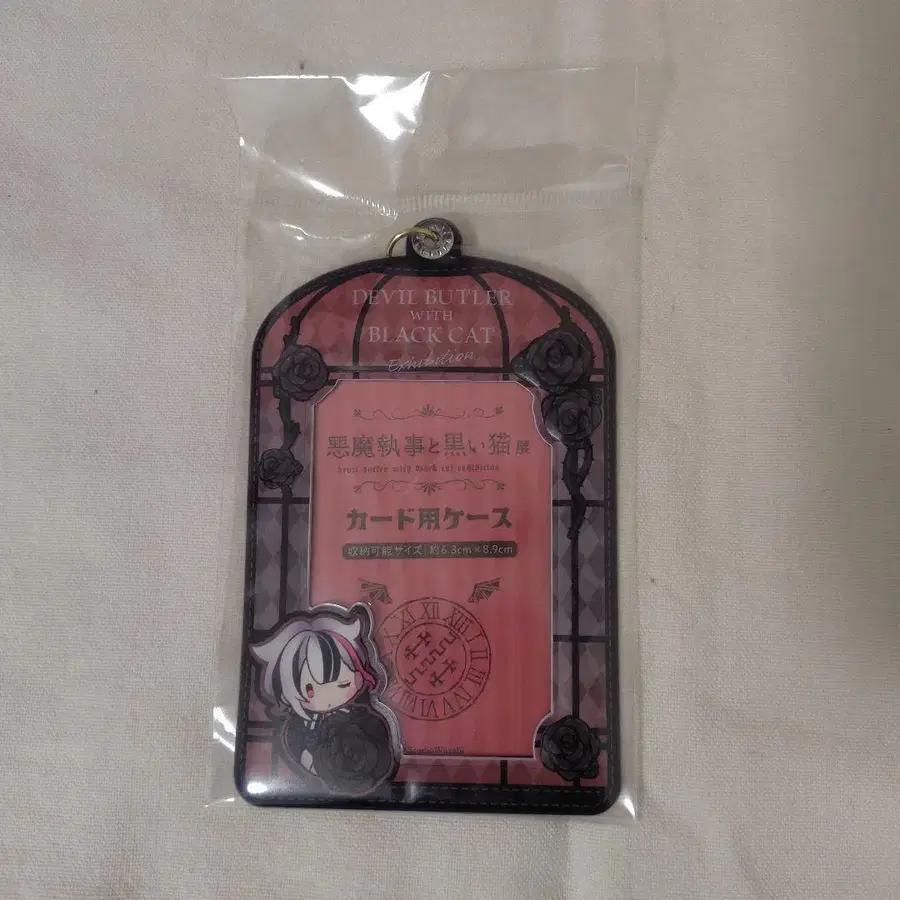 DEVIL BUTLER
WITH
BLACK CAT
Exhibition
悪魔執事と黒い猫展
devil butler with black cat exhibition
カード用ケース
収納可能サイズ|約6.3cm×8.9cm